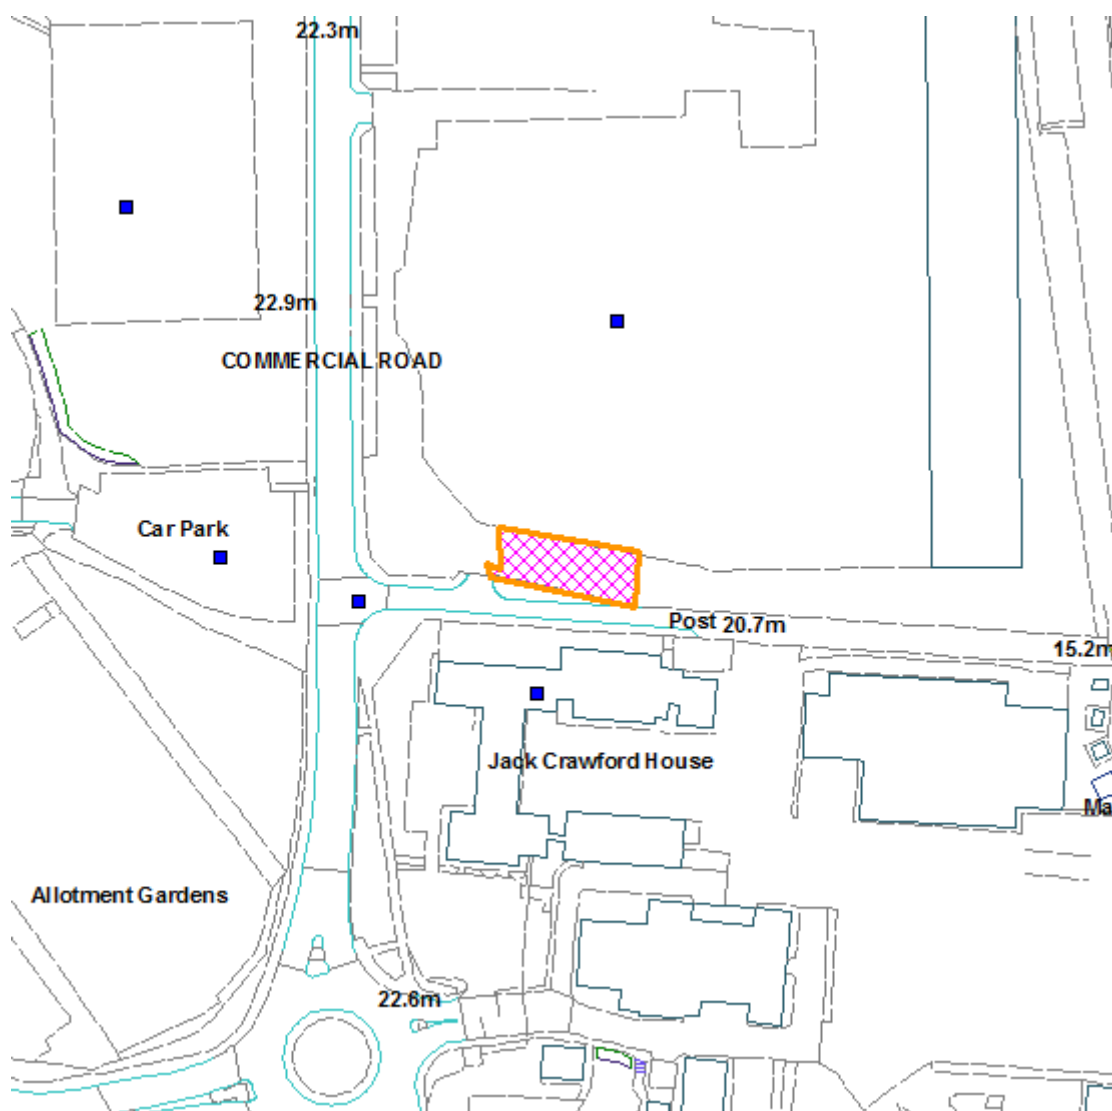 22.3m
22.9m
COMMERCIAL ROAD
Car Park
Post 20.7m
15.2m
Jack Crawford House
Ma
Allotment Gardens
22.6m